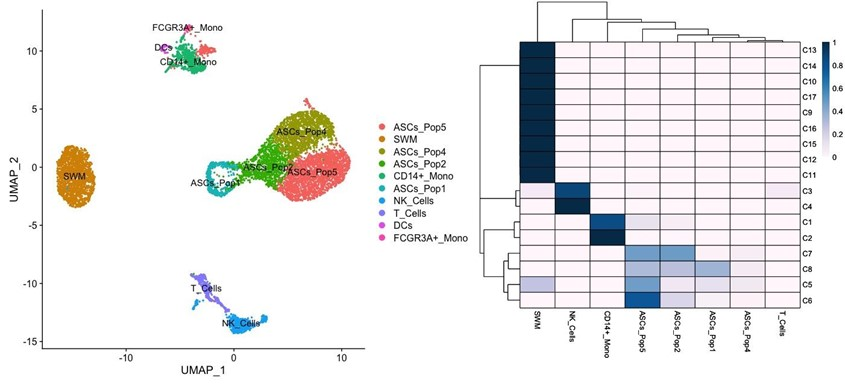 FCGR3A+_Mono
DCs
CD14+_Mono
ASCs_Pop4
ASCs_Pop2
ASCs_Pop5
ASCs_Pop1
SWM
T_Cells
NK_Cells
10
5
0
-5
-10
-15
UMAP_2
-10
0
10
UMAP_1
ASCs_Pop5
SWM
ASCs_Pop4
ASCs_Pop2
CD14+_Mono
ASCs_Pop1
NK_Cells
T_Cells
DCs
FCGR3A+_Mono
C13
C14
C10
C17
C9
C16
C15
C12
C11
C3
C4
C1
C2
C7
C8
C5
C6
SWM
NK_Cells
CD14+_Mono
ASCs_Pop5
ASCs_Pop2
ASCs_Pop1
ASCs_Pop4
T_Cells
1
0.8
0.6
0.4
0.2
0